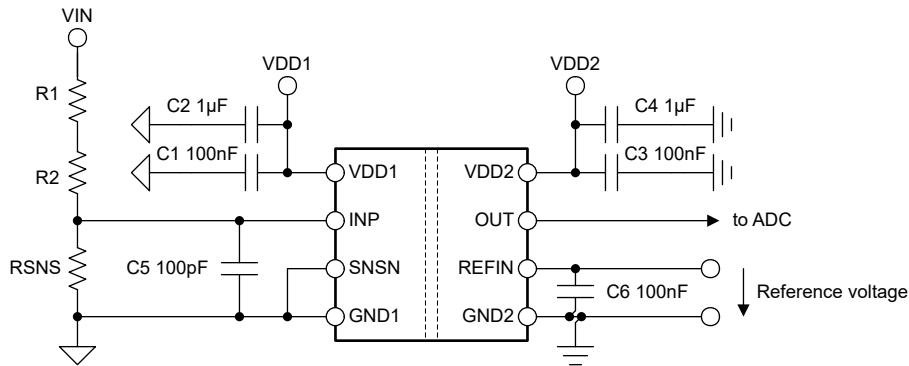 VIN
VDD1
VDD2
R1
C2 1µF
C4 1µF
C1 100nF
C3 100nF
R2
VDD1
VDD2
INP
OUT
to ADC
RSNS
C5 100pF
SNSN
REFIN
C6 100nF
Reference voltage
GND1
GND2